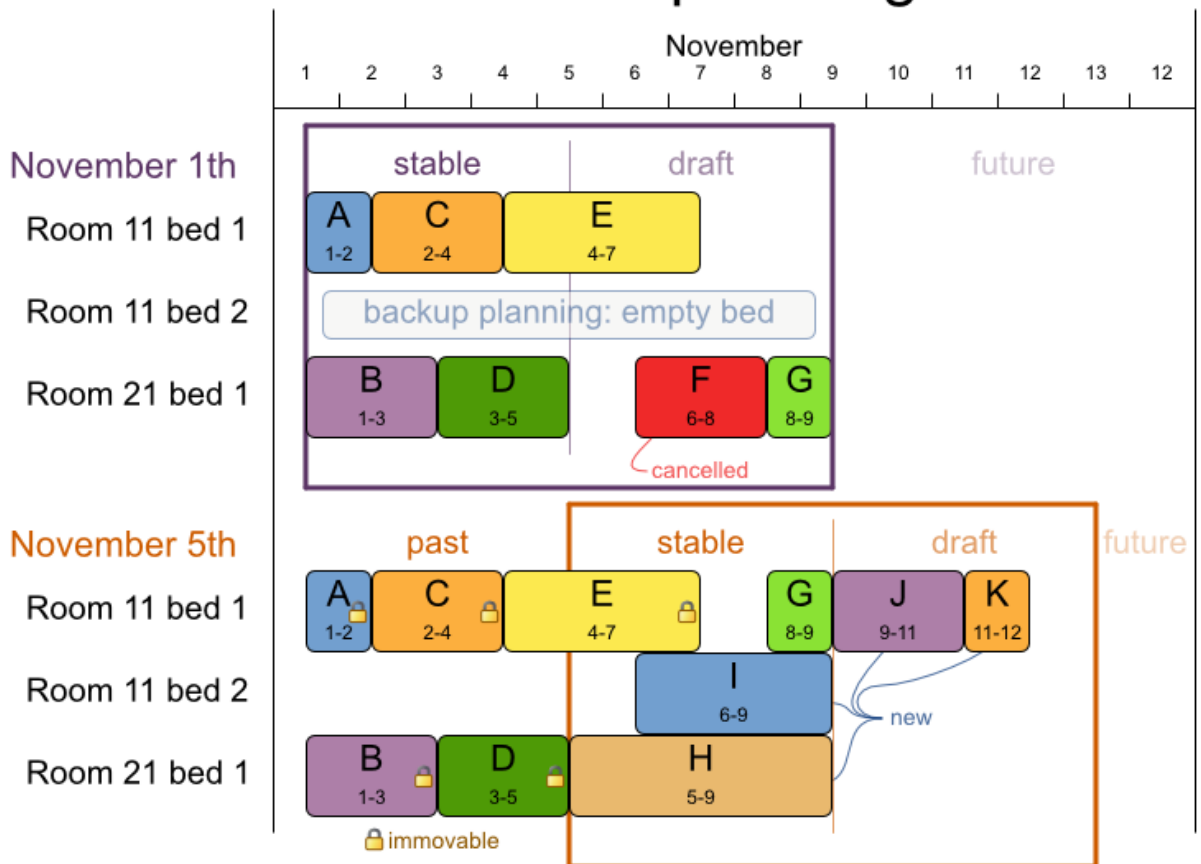 November
1 2 3 4 5 6 7 8 9 10 11 12 13 12
November 1th
stable draft future
Room 11 bed 1
A C E
1-2 2-4 4-7
Room 11 bed 2
backup planning: empty bed
Room 21 bed 1
B D F G
1-3 3-5 6-8 8-9
cancelled
November 5th
past stable draft future
Room 11 bed 1
A C E G J K
1-2 2-4 4-7 8-9 9-11 11-12
Room 11 bed 2
I
6-9
new
Room 21 bed 1
B D H
1-3 3-5 5-9
immovable